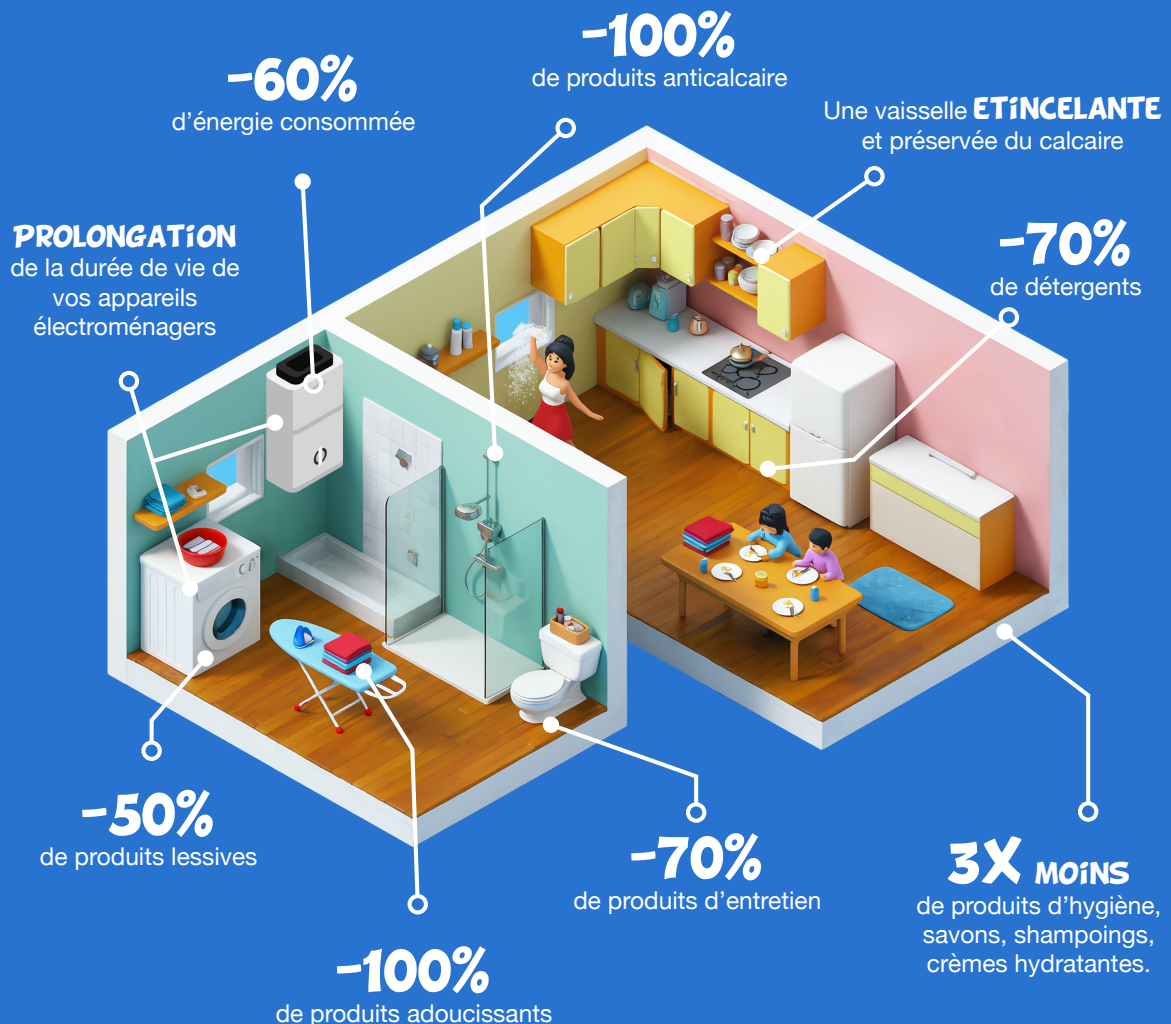 -100%
de produits anticalcaire
-60%
d'énergie consommée
Une vaisselle ETiNCELANTE
et préservée du calcaire
PROLONGATiON
de la durée de vie de
vos appareils
électroménagers
-70%
de détergents
-50%
de produits lessives
-70%
de produits d'entretien
3X MOiNS
de produits d'hygiène,
savons, shampoings,
crèmes hydratantes.
-100%
de produits adoucissants